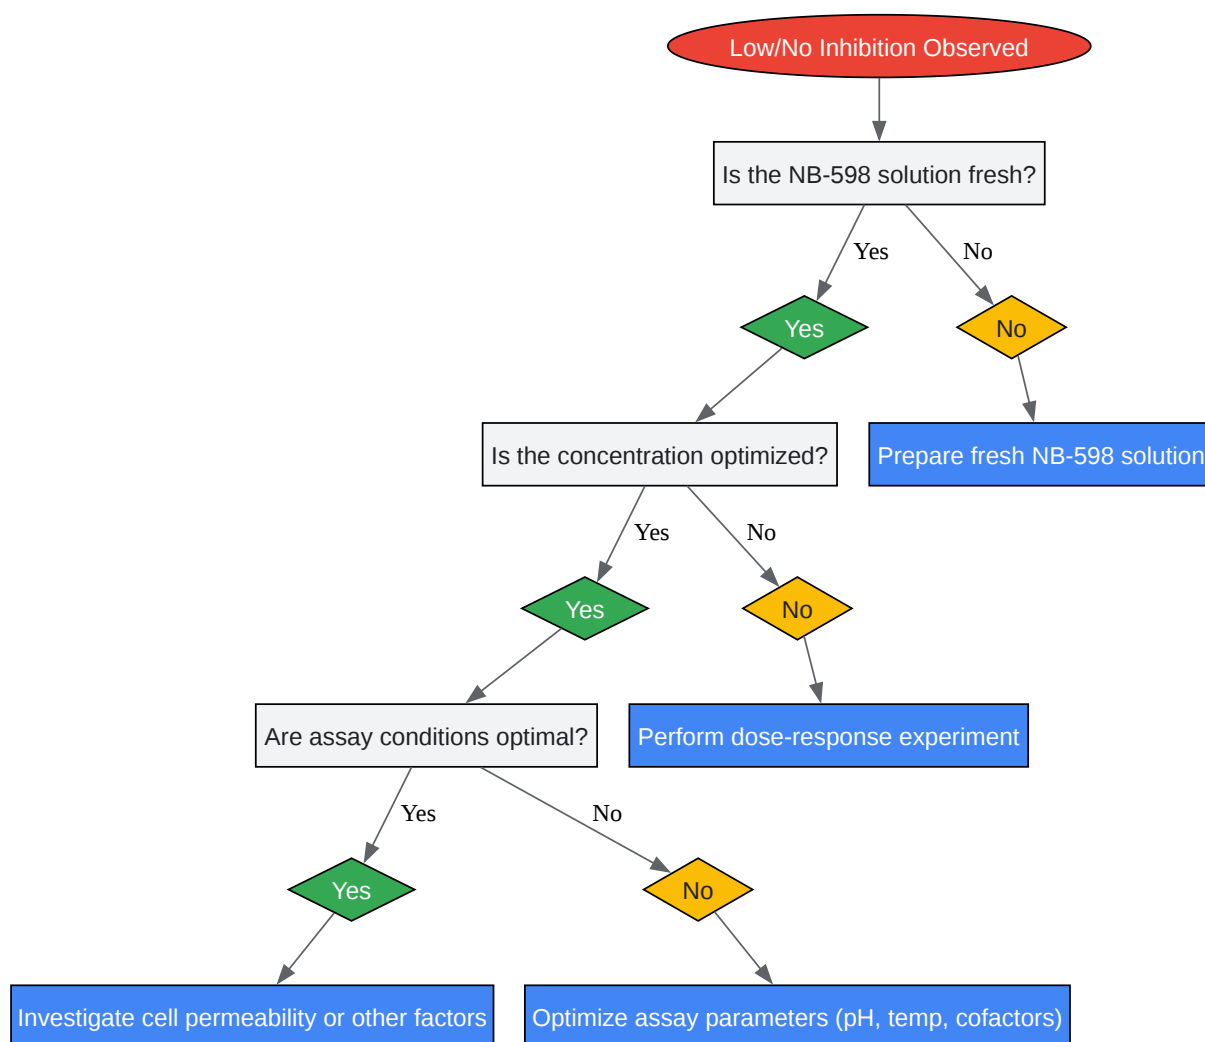 Low/No Inhibition Observed
Is the NB-598 solution fresh?
Yes
No
Yes
No
Is the concentration optimized?
Prepare fresh NB-598 solution
Yes
No
Yes
No
Are assay conditions optimal?
Perform dose-response experiment
Yes
No
Yes
No
Investigate cell permeability or other factors
Optimize assay parameters (pH, temp, cofactors)